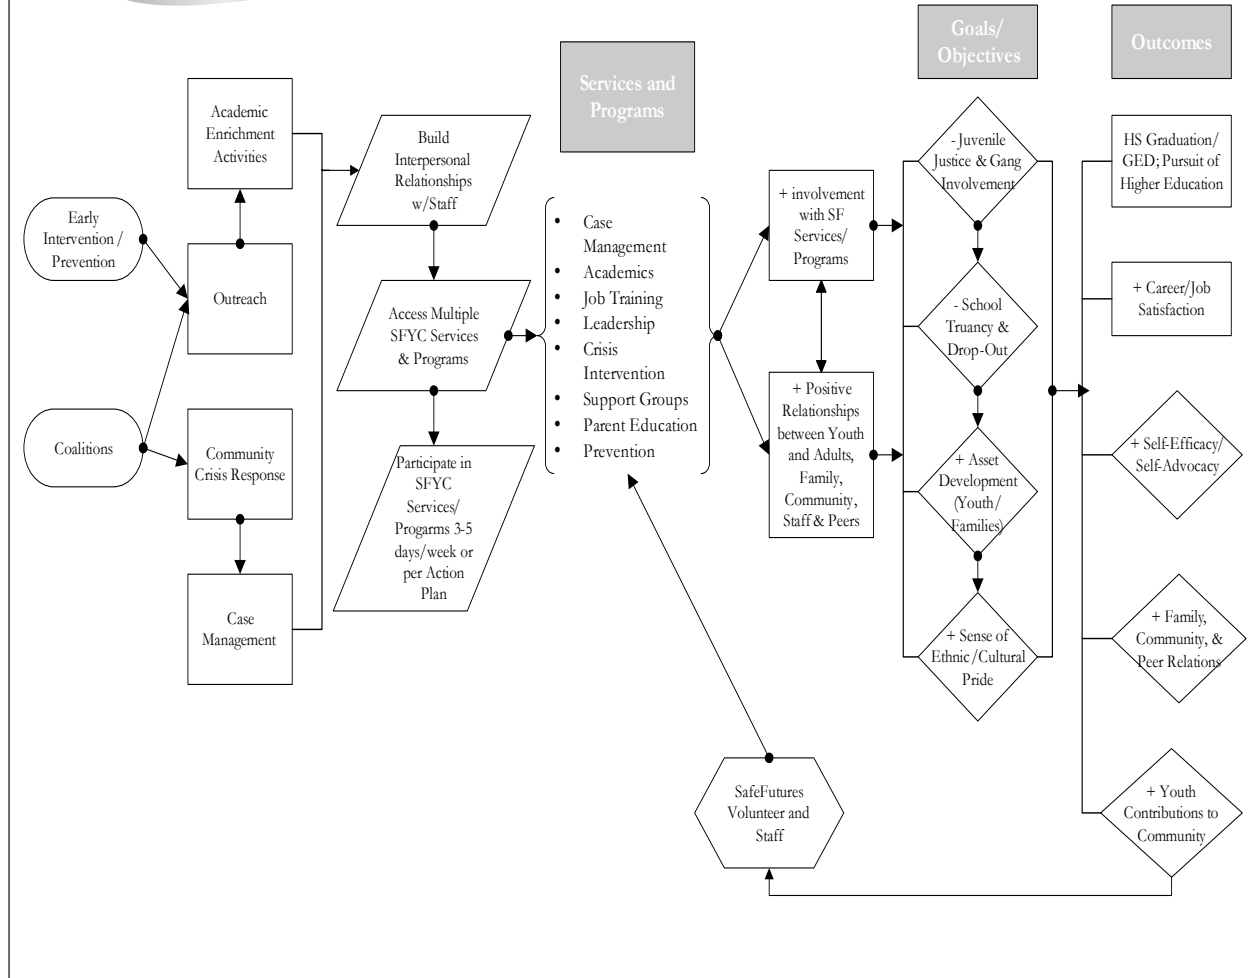 Goals/
Objectives
Outcomes
Services and
Programs
Early
Intervention /
Prevention
Coalitions
Academic
Enrichment
Activities
Outreach
Community
Crisis Response
Case
Management
Build
Interpersonal
Relationships
w/Staff
Access Multiple
SFYC Services
& Programs
Participate in
SFYC
Services/
Progarms 3-5
days/week or
per Action
Plan
• Case
Management
• Academics
• Job Training
• Leadership
• Crisis
Intervention
• Support Groups
• Parent Education
• Prevention
+ involvement
with SF
Services/
Programs
+ Positive
Relationships
between Youth
and Adults,
Family,
Community,
Staff & Peers
- Juvenile
Justice & Gang
Involvement
- School
Truancy &
Drop-Out
+ Asset
Development
(Youth/
Families)
+ Sense of
Ethnic/Cultural
Pride
HS Graduation/
GED; Pursuit of
Higher Education
+ Career/Job
Satisfaction
+ Self-Efficacy/
Self-Advocacy
+ Family,
Community, &
Peer Relations
+ Youth
Contributions to
Community
SafeFutures
Volunteer and
Staff